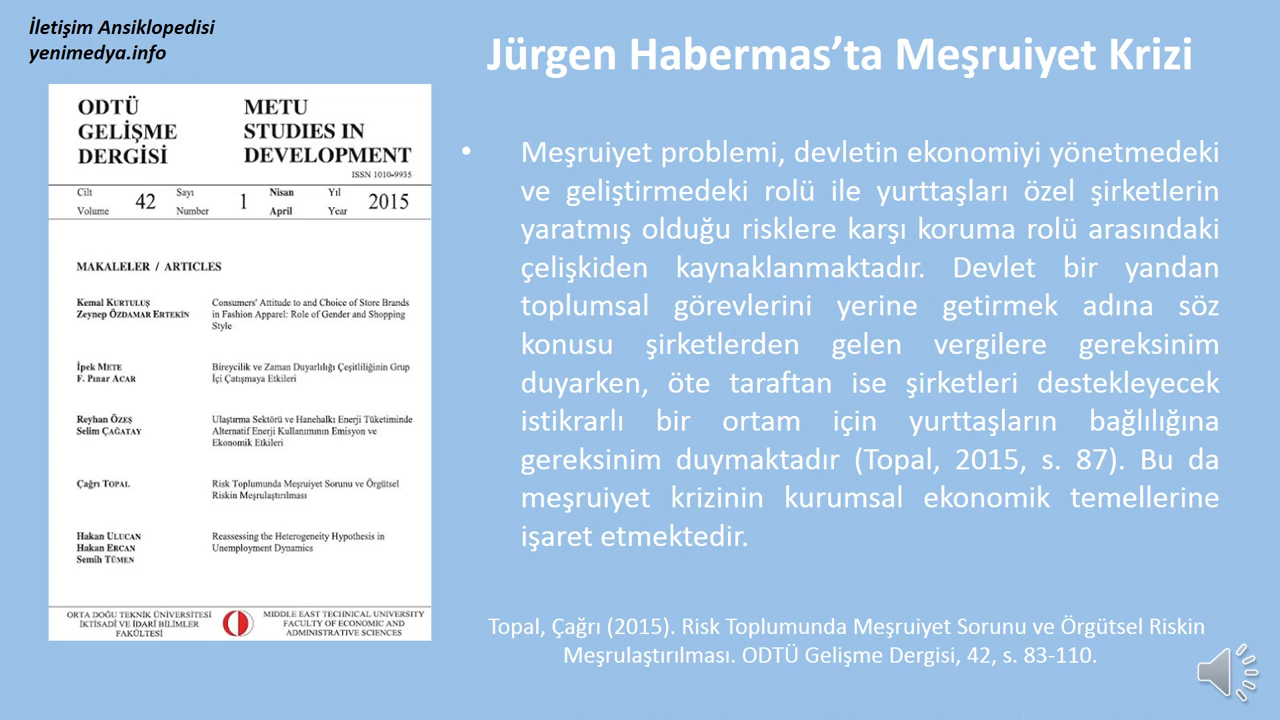 İletişim Ansiklopedisi
yenimedya.info
Jürgen Habermas’ta Meşruiyet Krizi
ODTÜ
GELİŞME
DERGİSİ
METU
STUDIES IN
DEVELOPMENT
ISSN 1010-9935
Cilt
Volume
42
Sayı
Number
1
Nisan
April
Yıl
Year
2015
MAKALELER / ARTICLES
Kemal KURTULUŞ
Zeynep ÖZDAMAR ERTEKİN
Consumers' Attitude to and Choice of Store Brands
in Fashion Apparel: Role of Gender and Shopping
Style
İpek METE
F. Pınar ACAR
Bireycilik ve Zaman Duyarlılığı Çeşitliliğinin Grup
İçi Çatışmaya Etkileri
Reyhan ÖZEŞ
Selim ÇAĞATAY
Ulaştırma Sektörü ve Hanehalkı Enerji Tüketiminde
Alternatif Enerji Kullanımının Emisyon ve
Ekonomik Etkileri
Çağrı TOPAL
Risk Toplumunda Meşruiyet Sorunu ve Örgütsel
Riskin Meşrulaştırılması
Hakan ULUCAN
Hakan ERCAN
Semih TÜMEN
Reassessing the Heterogeneity Hypothesis in
Unemployment Dynamics
ORTA DOĞU TEKNİK ÜNİVERSİTESİ
İKTİSADİ VE İDARİ BİLİMLER
FAKÜLTESİ
MIDDLE EAST TECHNICAL UNIVERSITY
FACULTY OF ECONOMIC AND
ADMINISTRATIVE SCIENCES
• Meşruiyet problemi, devletin ekonomiyi yönetmedeki
ve geliştirmedeki rolü ile yurttaşları özel şirketlerin
yaratmış olduğu risklere karşı koruma rolü arasındaki
çelişkiden kaynaklanmaktadır. Devlet bir yandan
toplumsal görevlerini yerine getirmek adına söz
konusu şirketlerden gelen vergilere gereksinim
duyarken, öte taraftan ise şirketleri destekleyecek
istikrarlı bir ortam için yurttaşların bağlılığına
gereksinim duymaktadır (Topal, 2015, s. 87). Bu da
meşruiyet krizinin kurumsal ekonomik temellerine
işaret etmektedir.
Topal, Çağrı (2015). Risk Toplumunda Meşruiyet Sorunu ve Örgütsel Riskin
Meşrulaştırılması. ODTÜ Gelişme Dergisi, 42, s. 83-110.